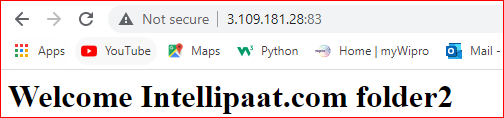 Not secure | 3.109.181.28:83
Apps YouTube Maps Python Home | myWipro Mail -
Welcome Intellipaat.com folder2